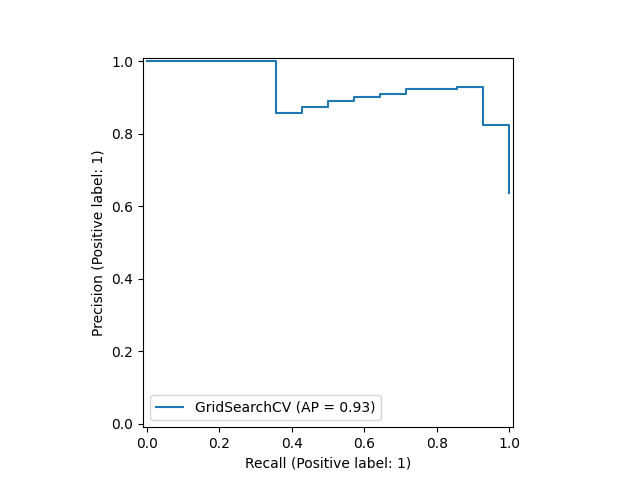 Precision (Positive label: 1)
1.0
0.8
0.6
0.4
0.2
0.0
GridSearchCV (AP = 0.93)
0.0 0.2 0.4 0.6 0.8 1.0
Recall (Positive label: 1)